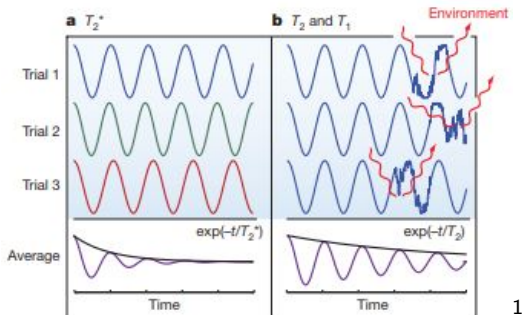 a T₂* b T₂ and T₁
Environment
Trial 1
Trial 2
Trial 3
exp(–t/T₂*) exp(–t/T₂)
Average
Time Time
1